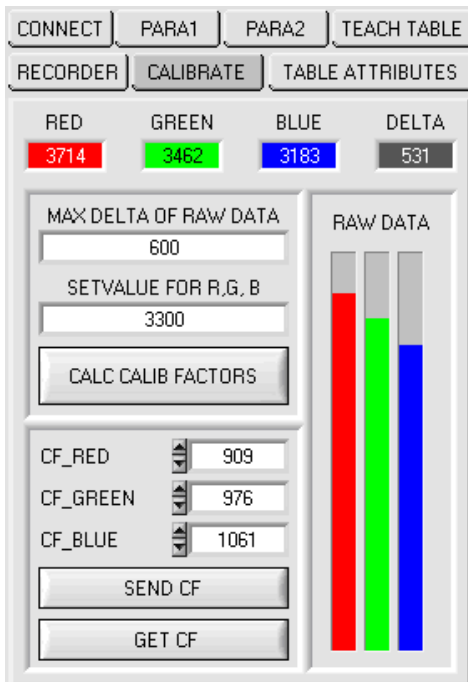 CONNECT PARA1 PARA2 TEACH TABLE
RECORDER CALIBRATE TABLE ATTRIBUTES
RED GREEN BLUE DELTA
3714 3462 3183 531
MAX DELTA OF RAW DATA
600
SETVALUE FOR R,G, B
3300
CALC CALIB FACTORS
RAW DATA
CF_RED 909
CF_GREEN 976
CF_BLUE 1061
SEND CF
GET CF